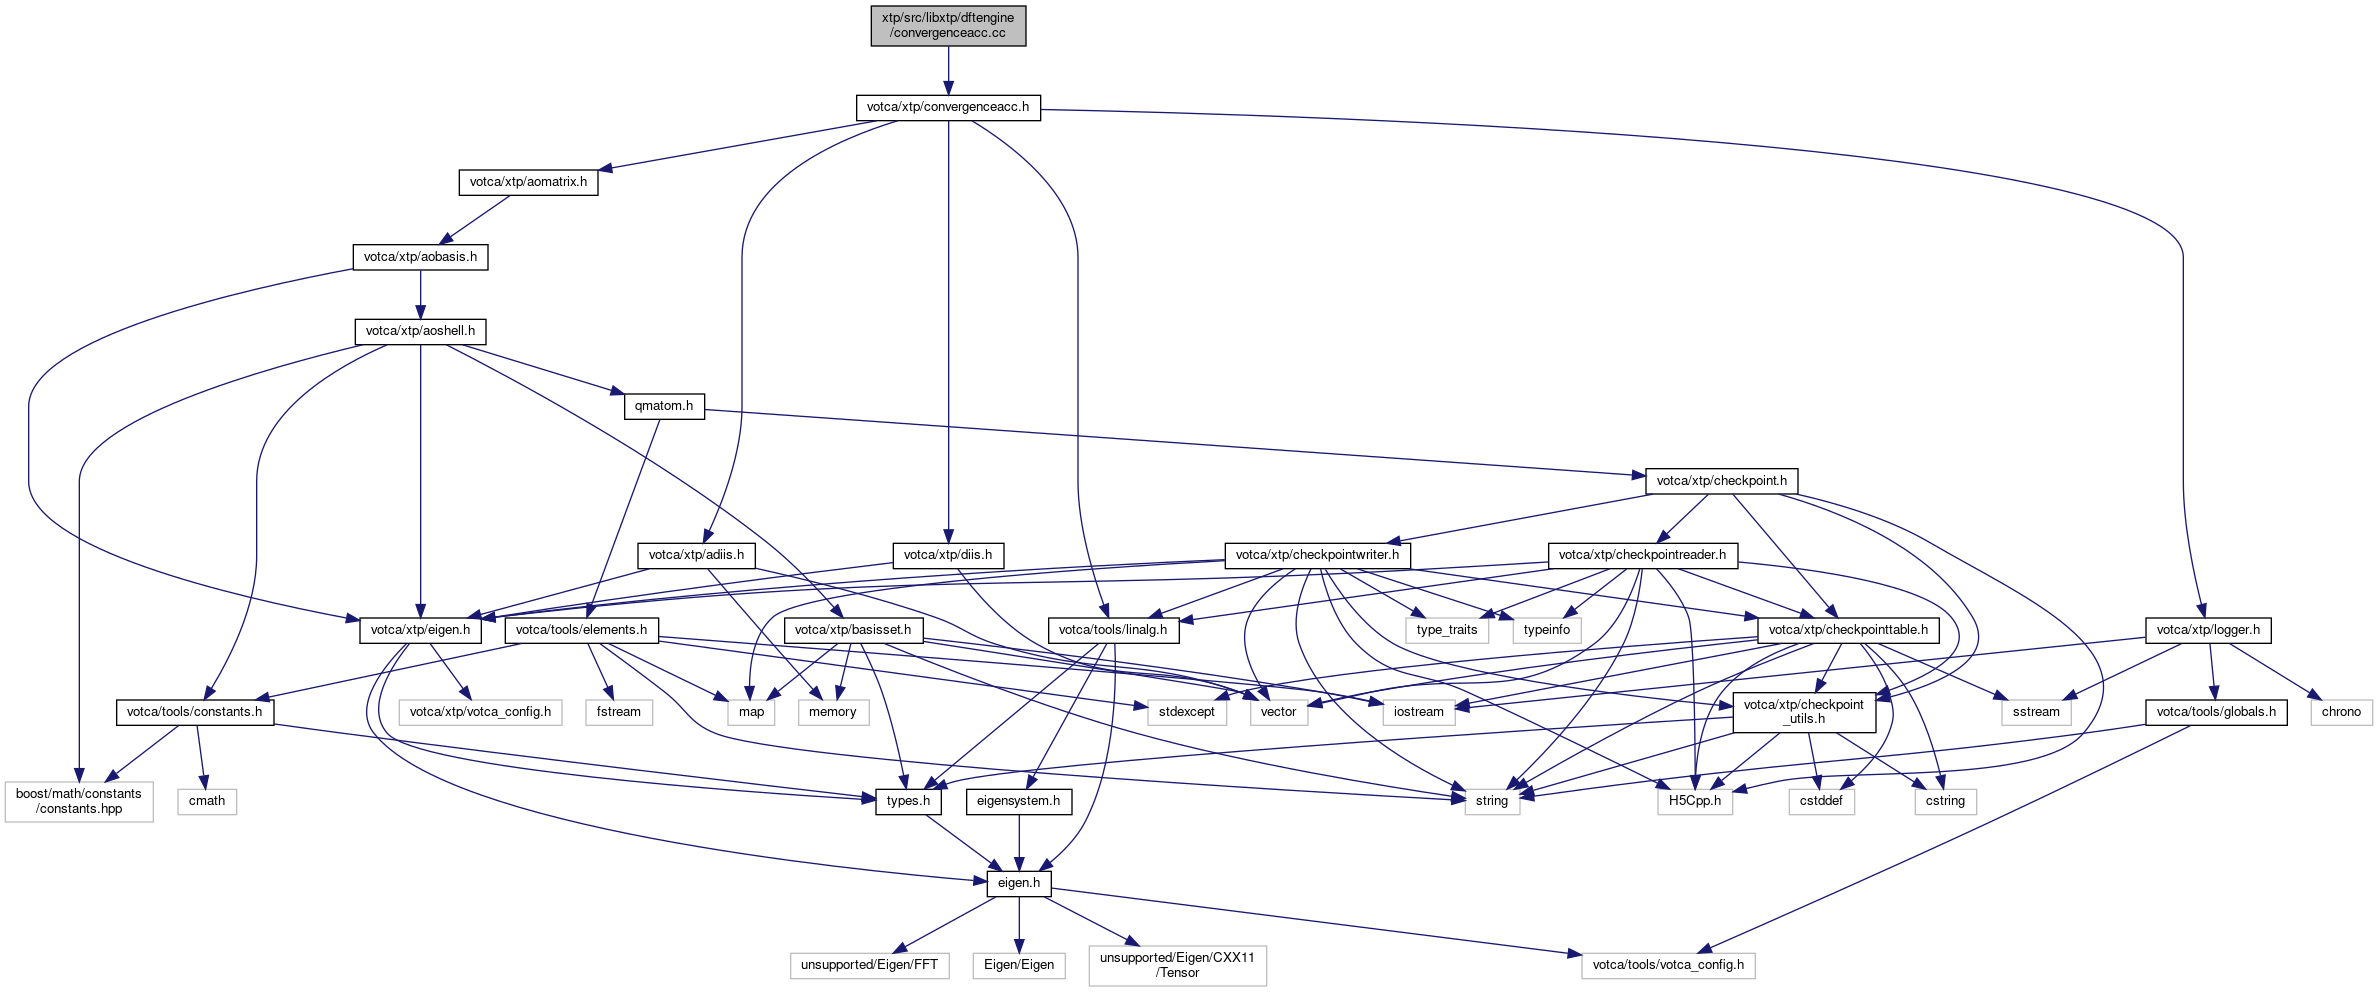 xtp/src/libxtp/dftengine
/convergenceacc.cc
votca/xtp/convergenceacc.h
votca/xtp/aomatrix.h
votca/xtp/aobasis.h
votca/xtp/aoshell.h
qmatom.h
votca/xtp/checkpoint.h
votca/xtp/adiis.h
votca/xtp/diis.h
votca/xtp/checkpointwriter.h
votca/xtp/checkpointreader.h
votca/xtp/eigen.h
votca/tools/elements.h
votca/xtp/basisset.h
votca/tools/linalg.h
type_traits
typeinfo
votca/xtp/checkpointtable.h
votca/xtp/logger.h
votca/tools/constants.h
votca/xtp/votca_config.h
fstream
map
memory
stdexcept
vector
iostream
votca/xtp/checkpoint
_utils.h
sstream
votca/tools/globals.h
chrono
boost/math/constants
/constants.hpp
cmath
types.h
eigensystem.h
string
H5Cpp.h
cstddef
cstring
eigen.h
unsupported/Eigen/FFT
Eigen/Eigen
unsupported/Eigen/CXX11
/Tensor
votca/tools/votca_config.h